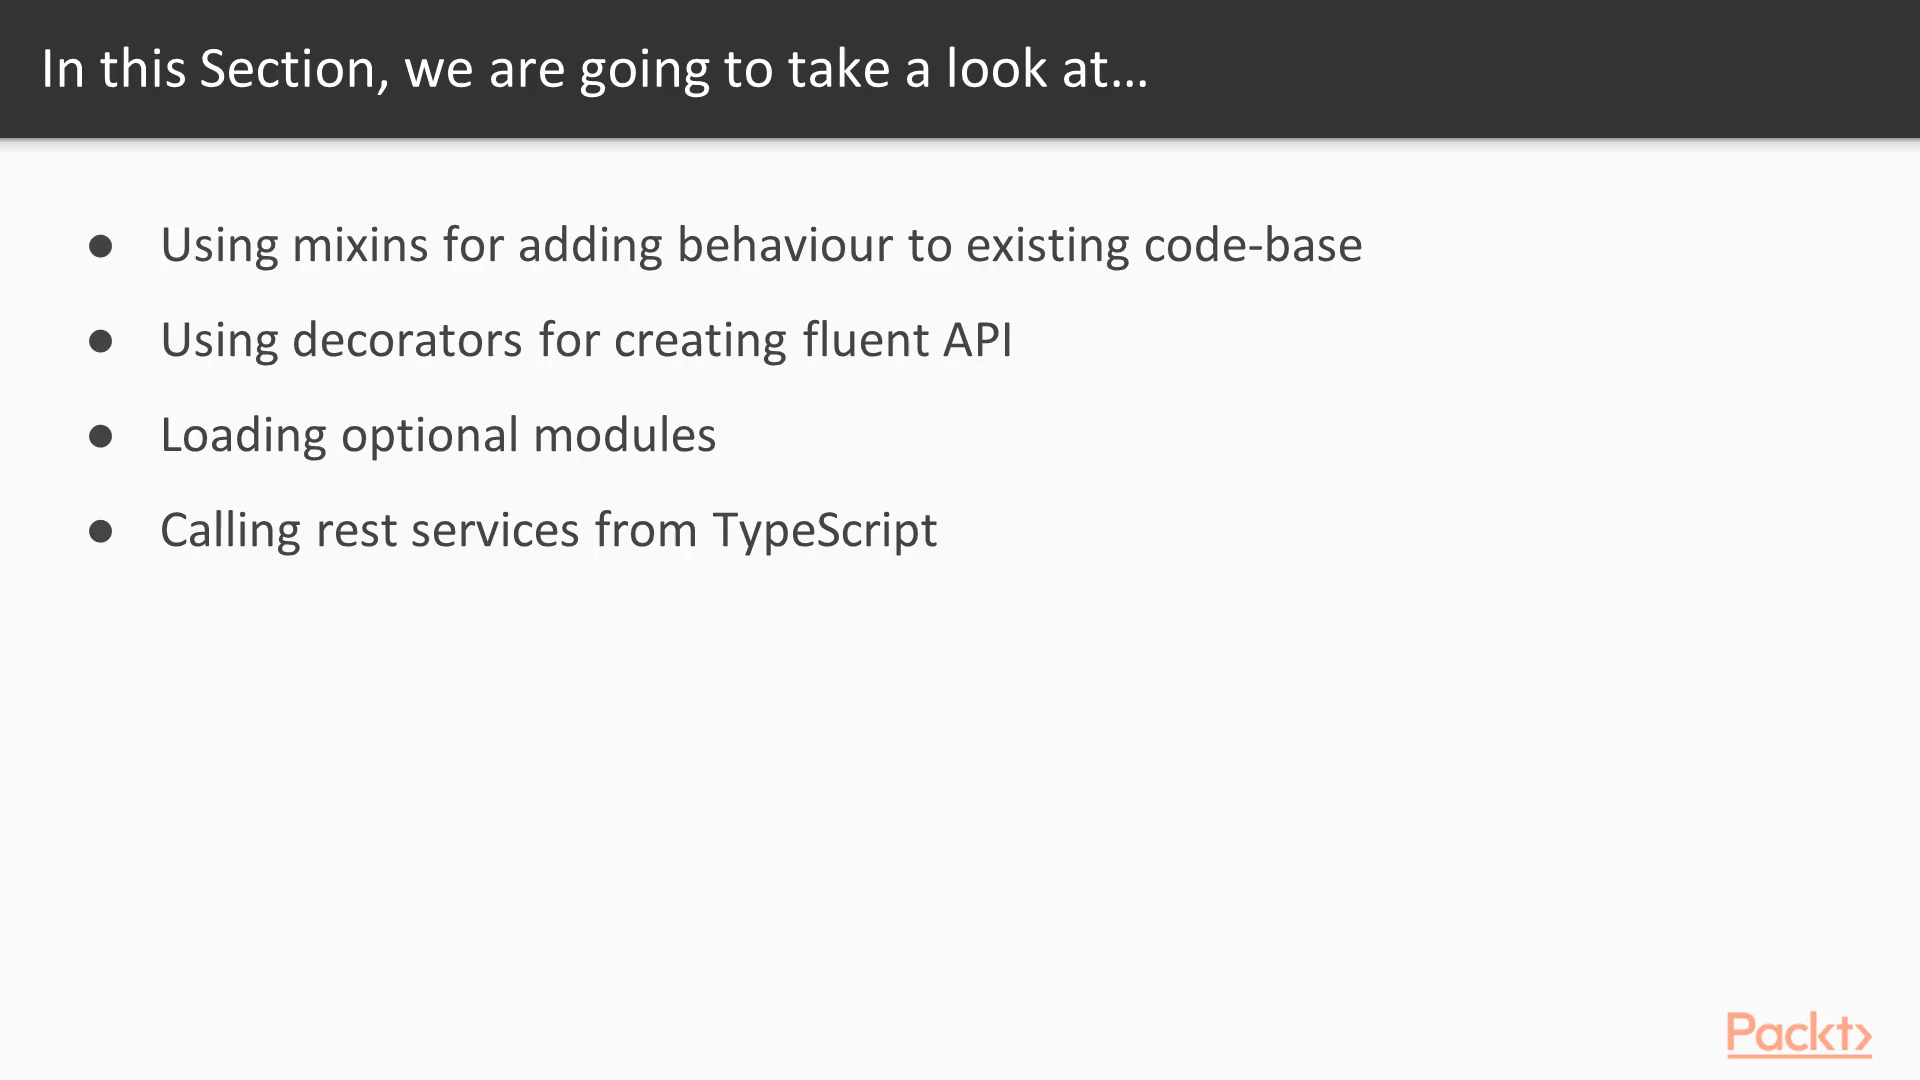 In this Section, we are going to take a look at...
● Using mixins for adding behaviour to existing code-base
● Using decorators for creating fluent API
● Loading optional modules
● Calling rest services from TypeScript
Packt>